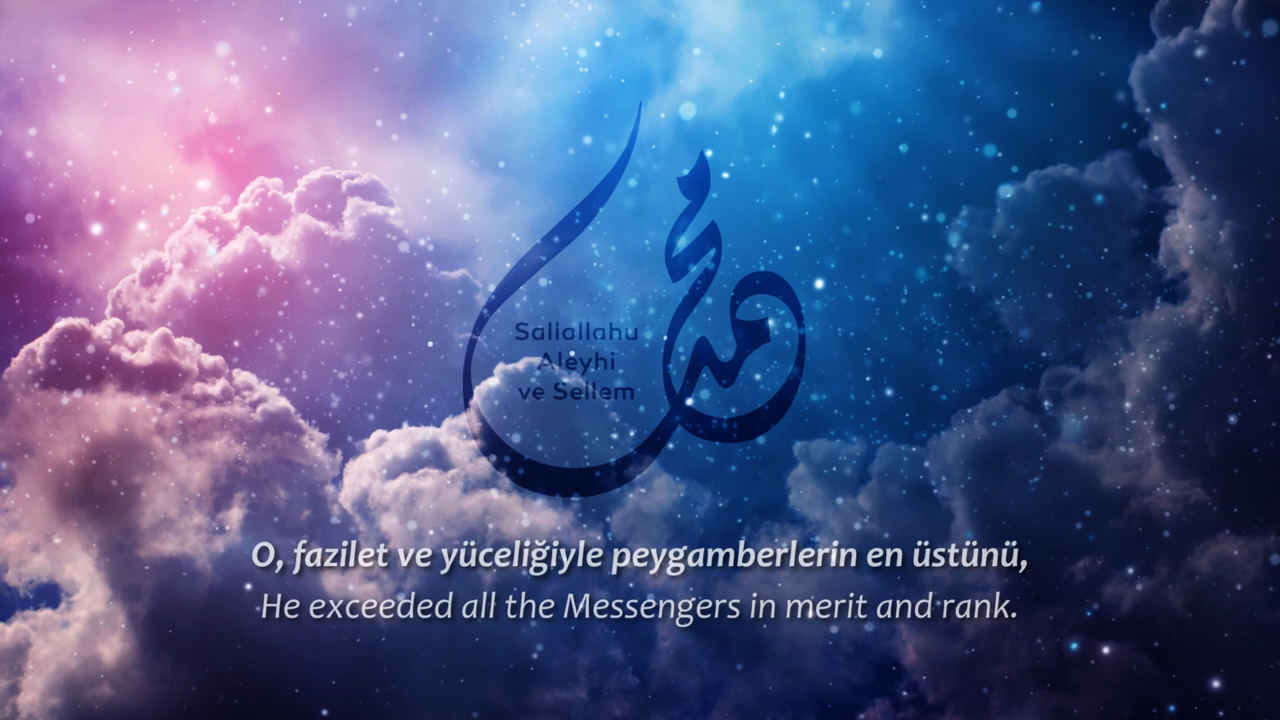 محمد
Sallallahu
Aleyhi
ve Sellem
O, fazilet ve yüceliğiyle peygamberlerin en üstünü,
He exceeded all the Messengers in merit and rank.